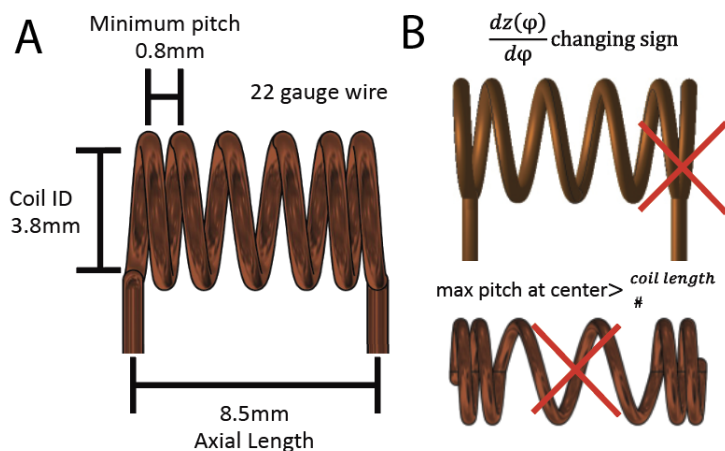 A
Minimum pitch
0.8mm
22 gauge wire
Coil ID
3.8mm
8.5mm
Axial Length
B
dz(φ)
dφ
changing sign
max pitch at center>
coil length
#